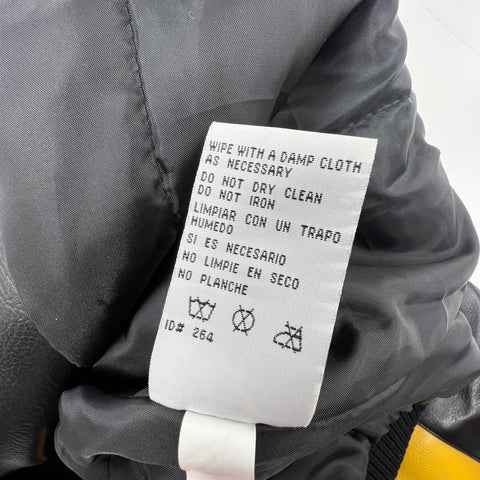 WIPE WITH A DAMP CLOTH
AS NECESSARY
DO NOT DRY CLEAN
DO NOT IRON
LIMPIAR CON UN TRAPO
HUMEDO
SI ES NECESARIO
NO LIMPIE EN SECO
NO PLANCHE
ID# 264